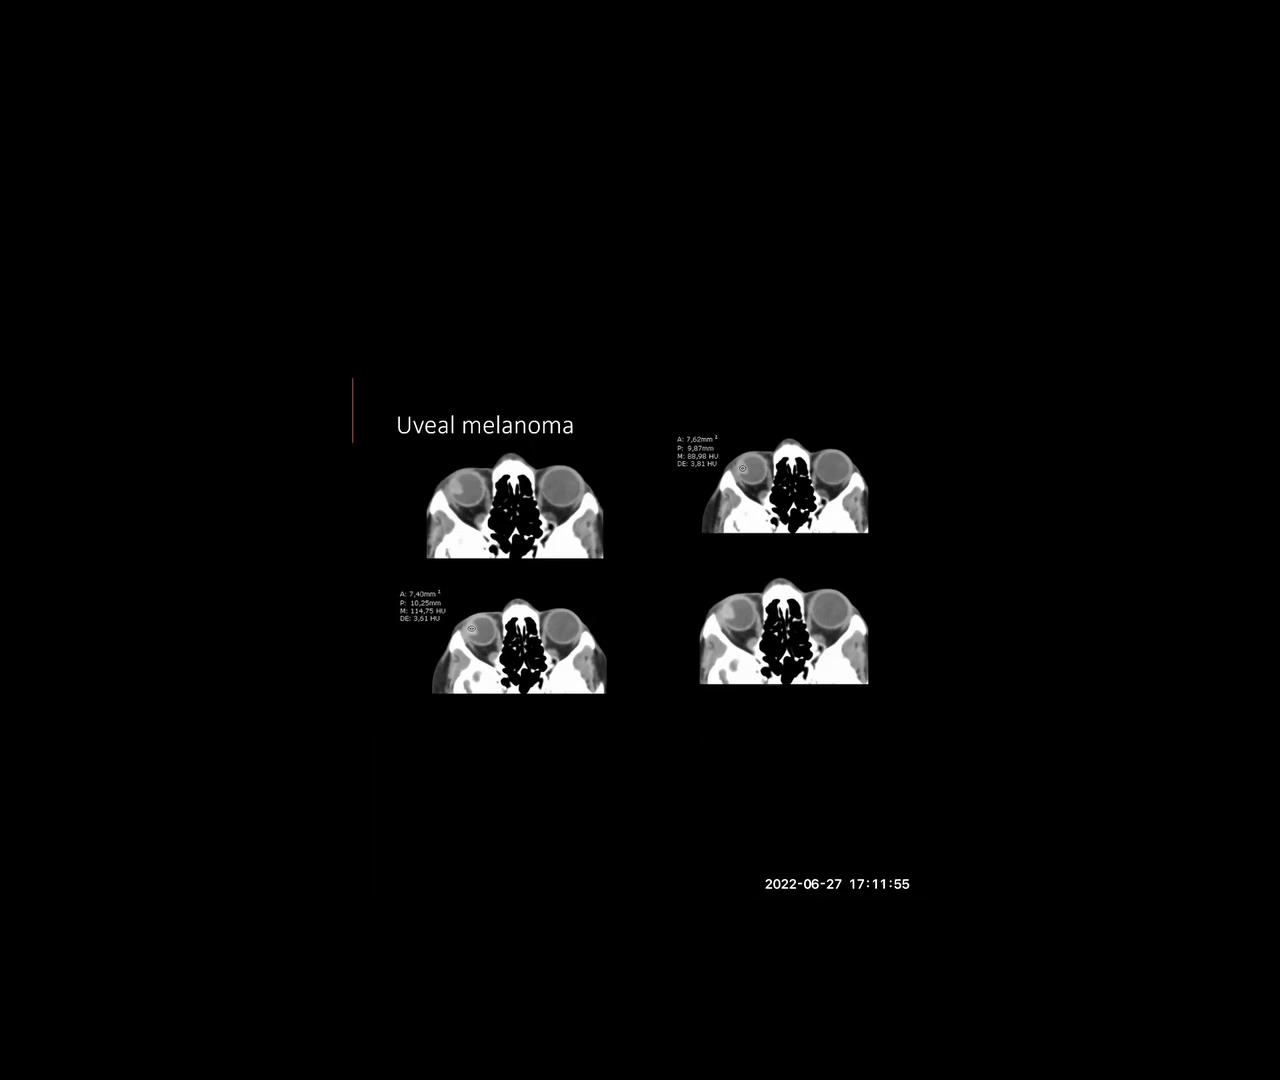 Uveal melanoma
A: 7,62mm ²
P: 9,87mm
M: 88,98 HU
DE: 3,81 HU
A: 7,40mm ²
P: 10,25mm
M: 114,75 HU
DE: 3,61 HU
2022-06-27 17:11:55